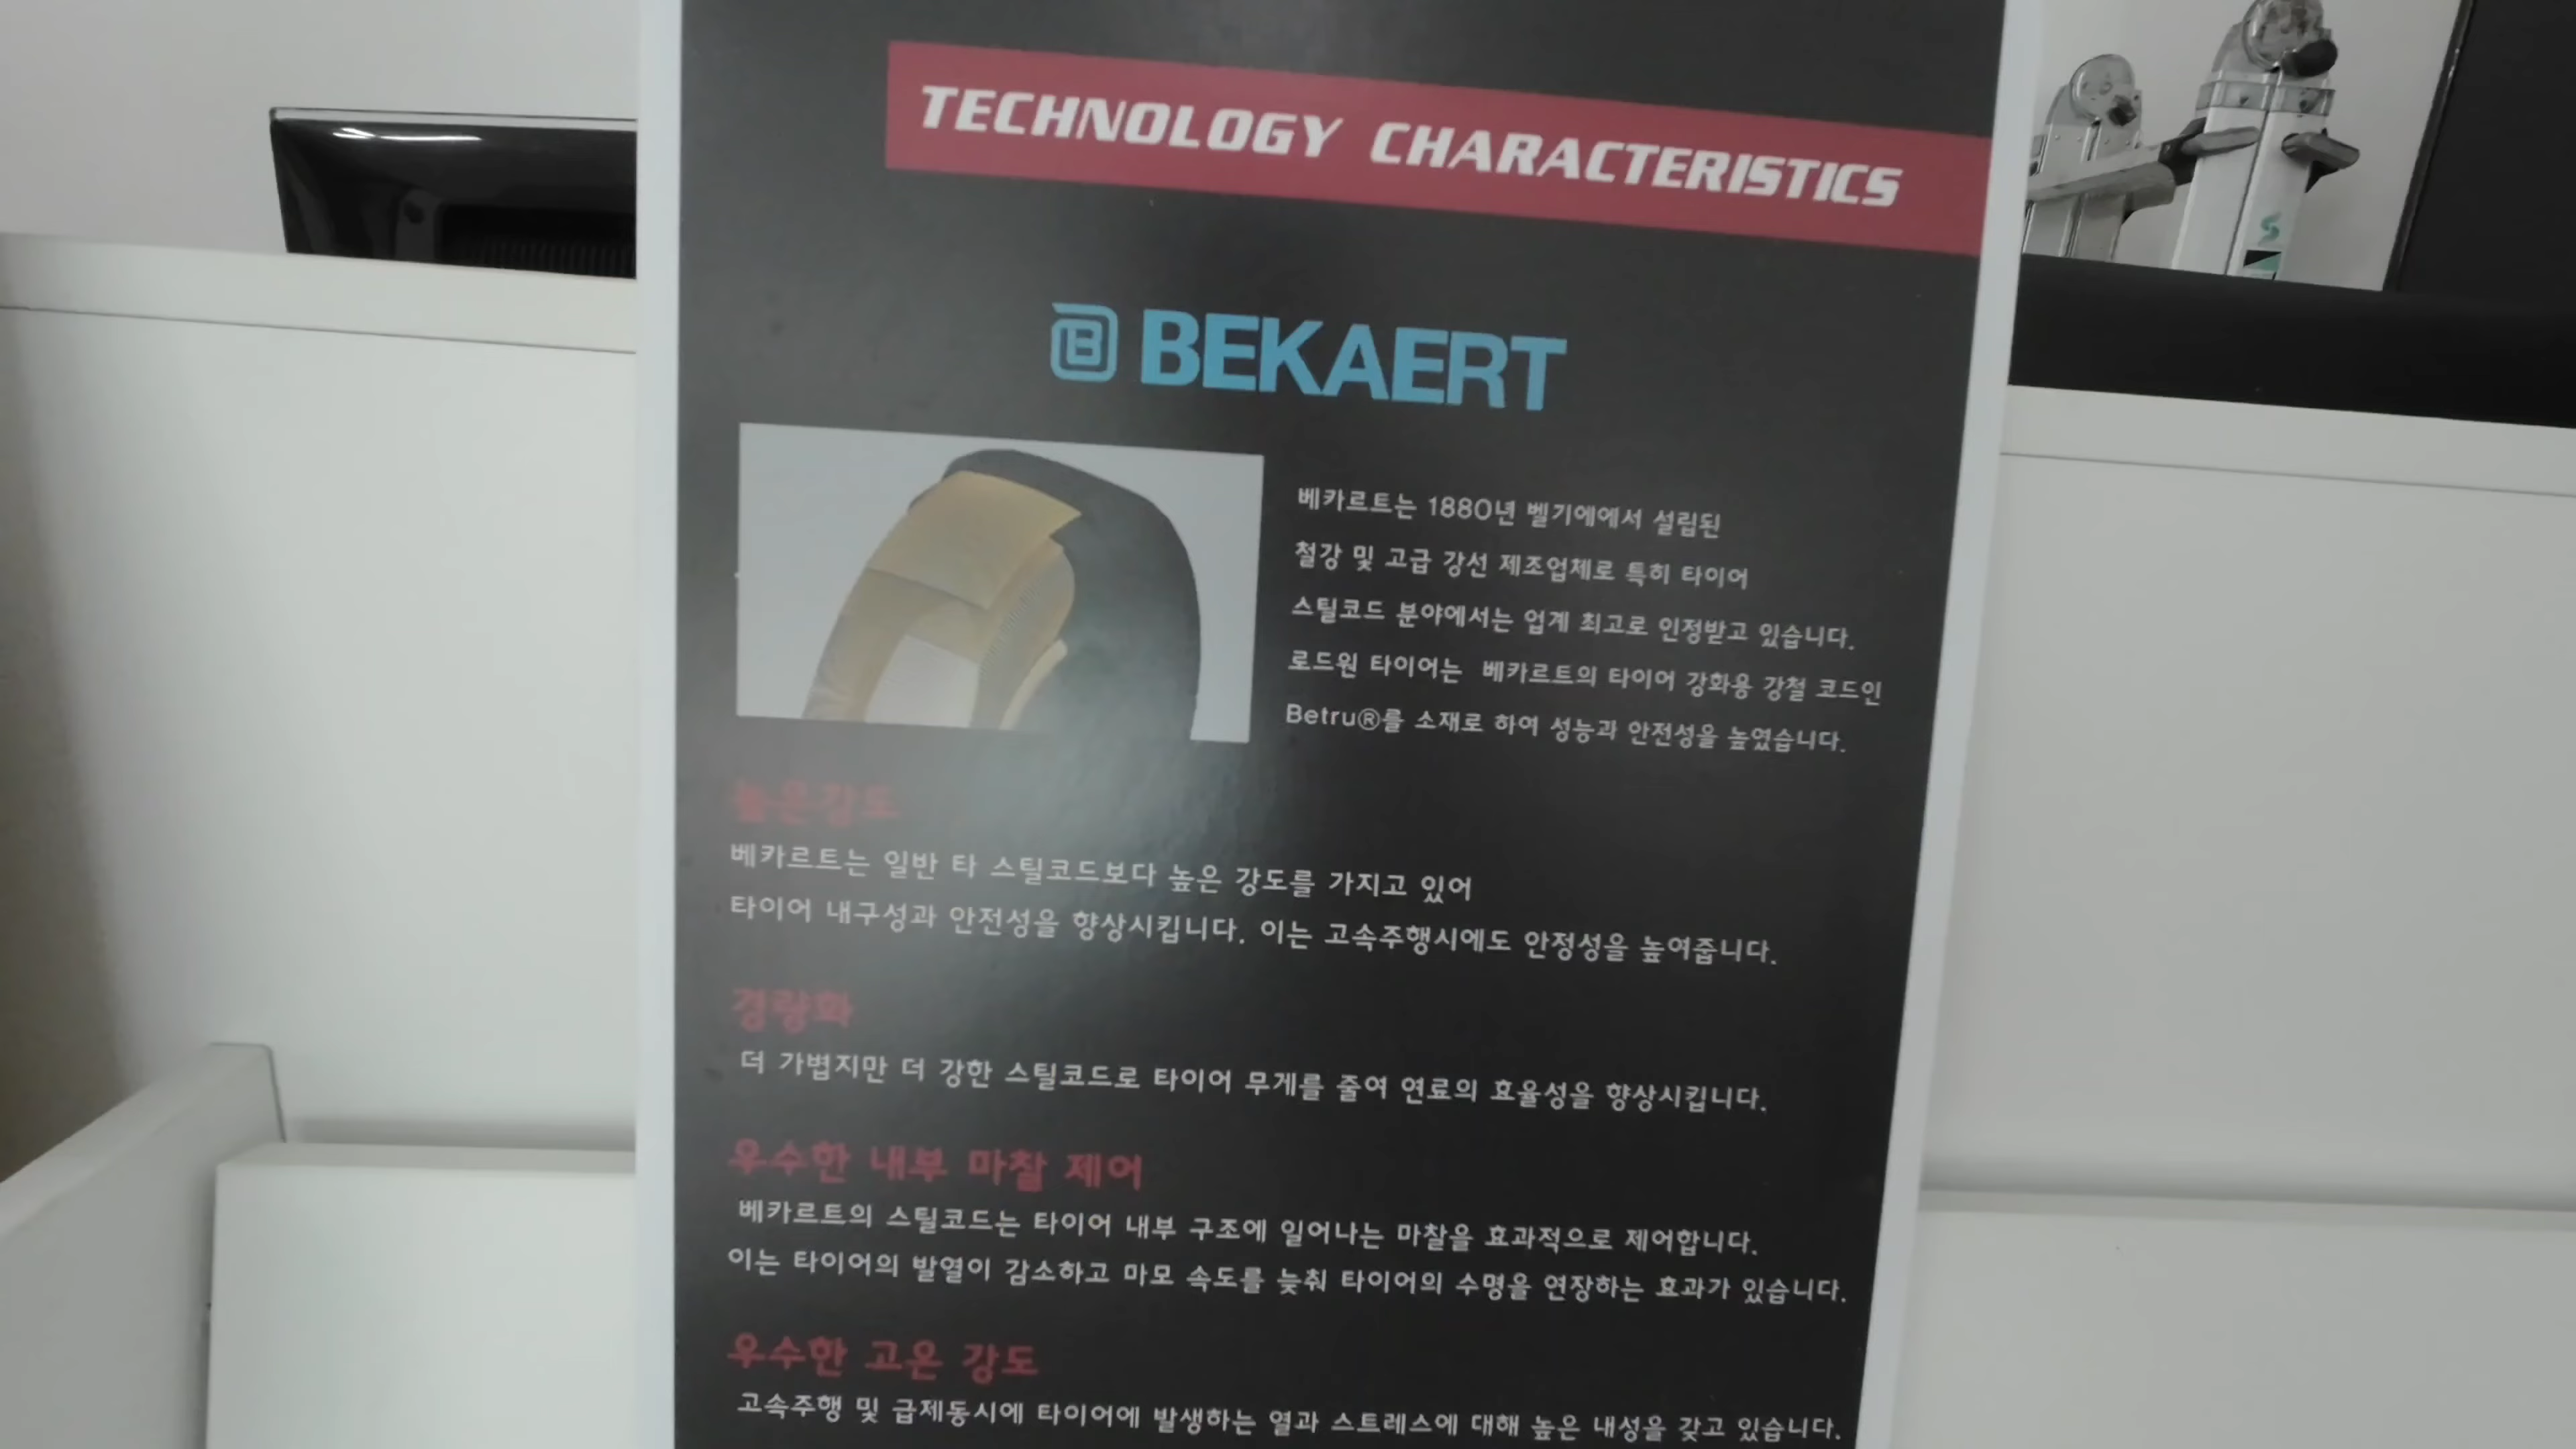 TECHNOLOGY CHARACTERISTICS
BEKAERT
베카르트는 1880년 벨기에에서 설립된
철강 및 고급 강선 제조업체로 특히 타이어
스틸코드 분야에서는 업계 최고로 인정받고 있습니다.
로드원 타이어는 베카르트의 타이어 강화용 강철 코드인
Betru®를 소재로 하여 성능과 안전성을 높였습니다.
높은강도
베카르트는 일반 타 스틸코드보다 높은 강도를 가지고 있어
타이어 내구성과 안전성을 향상시킵니다. 이는 고속주행시에도 안정성을 높여줍니다.
경량화
더 가볍지만 더 강한 스틸코드로 타이어 무게를 줄여 연료의 효율성을 향상시킵니다.
우수한 내부 마찰 제어
베카르트의 스틸코드는 타이어 내부 구조에 일어나는 마찰을 효과적으로 제어합니다.
이는 타이어의 발열이 감소하고 마모 속도를 늦춰 타이어의 수명을 연장하는 효과가 있습니다.
우수한 고온 강도
고속주행 및 급제동시에 타이어에 발생하는 열과 스트레스에 대해 높은 내성을 갖고 있습니다.